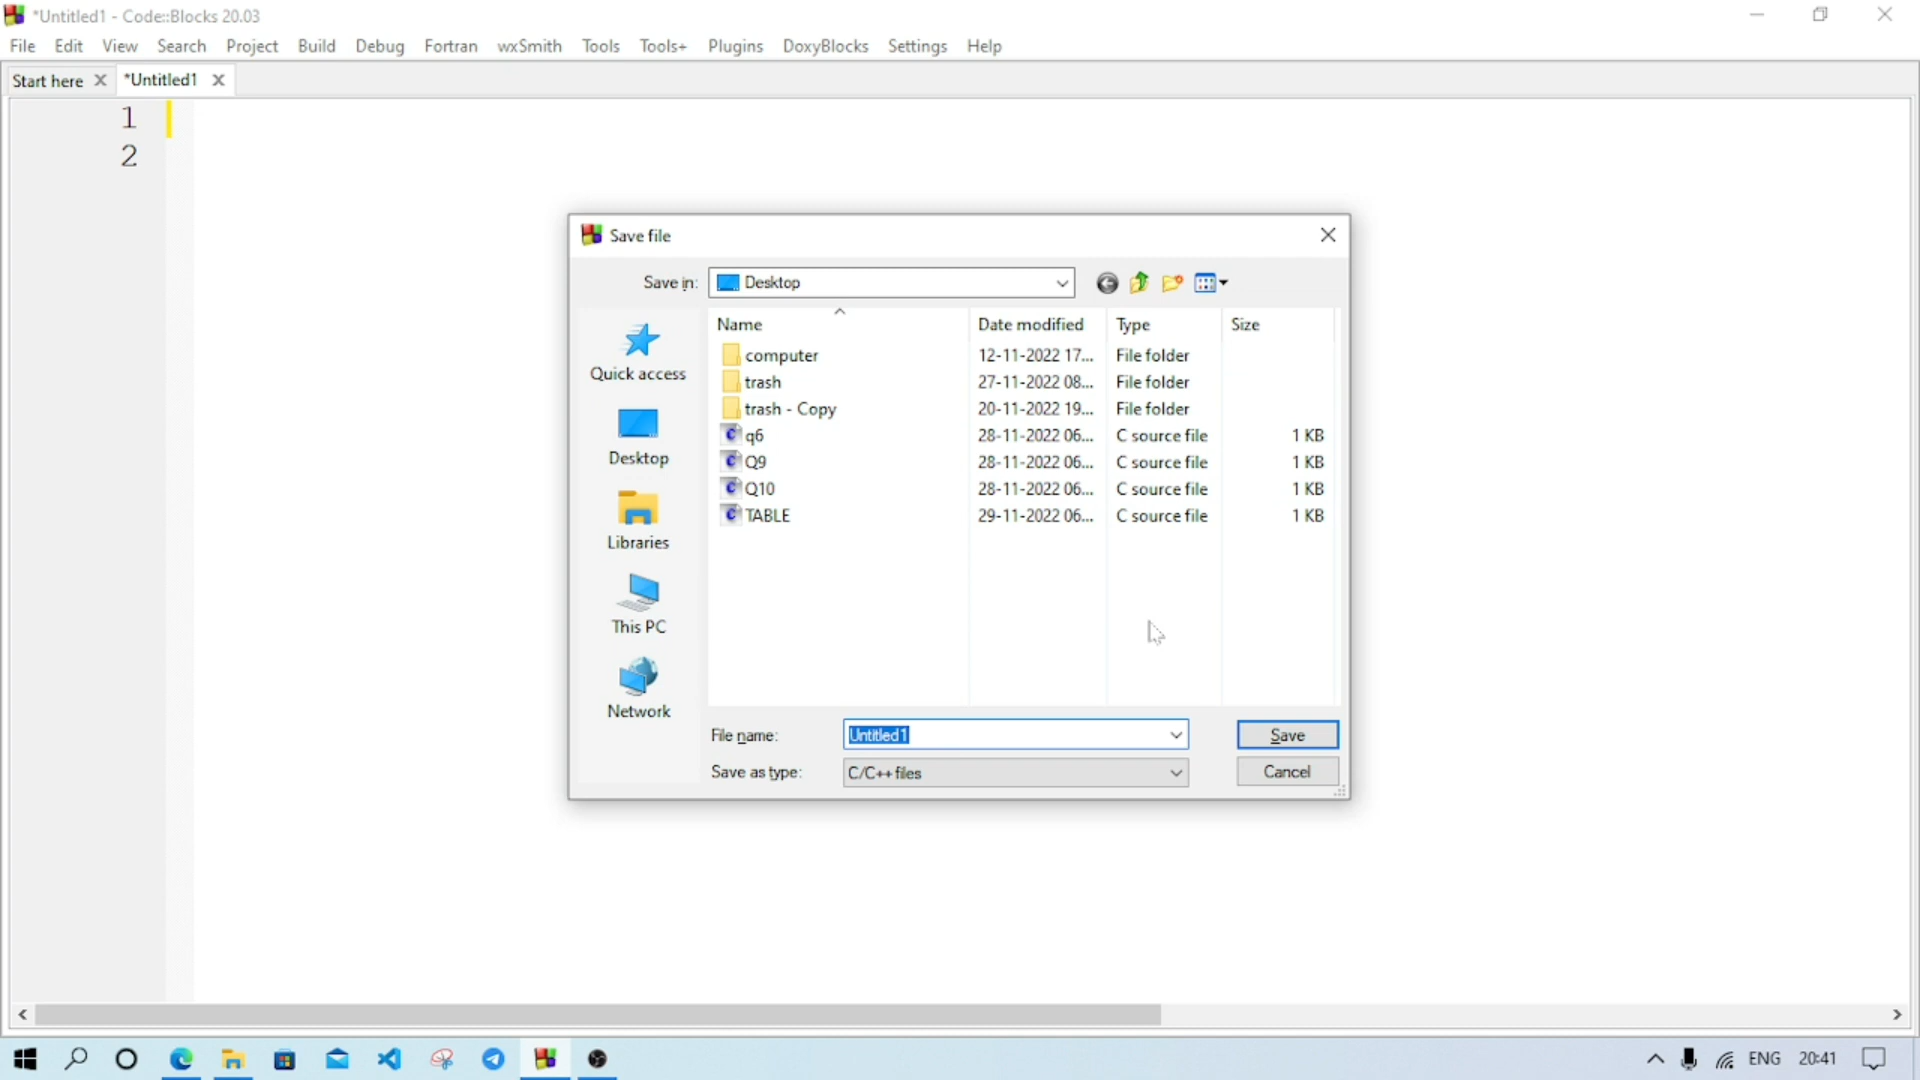 *Untitled1 - Code::Blocks 20.03
File Edit View Search Project Build Debug Fortran wxSmith Tools Tools+ Plugins DoxyBlocks Settings Help
Start here *Untitled1
1
2
Save file
Save in: Desktop
Name Date modified Type Size
computer 12-11-2022 17... File folder
trash 27-11-2022 08... File folder
trash - Copy 20-11-2022 19... File folder
q6 28-11-2022 06... C source file 1 KB
Q9 28-11-2022 06... C source file 1 KB
Q10 28-11-2022 06... C source file 1 KB
TABLE 29-11-2022 06... C source file 1 KB
Quick access
Desktop
Libraries
This PC
Network
File name: Untitled1 Save
Save as type: C/C++ files Cancel
ENG 20:41